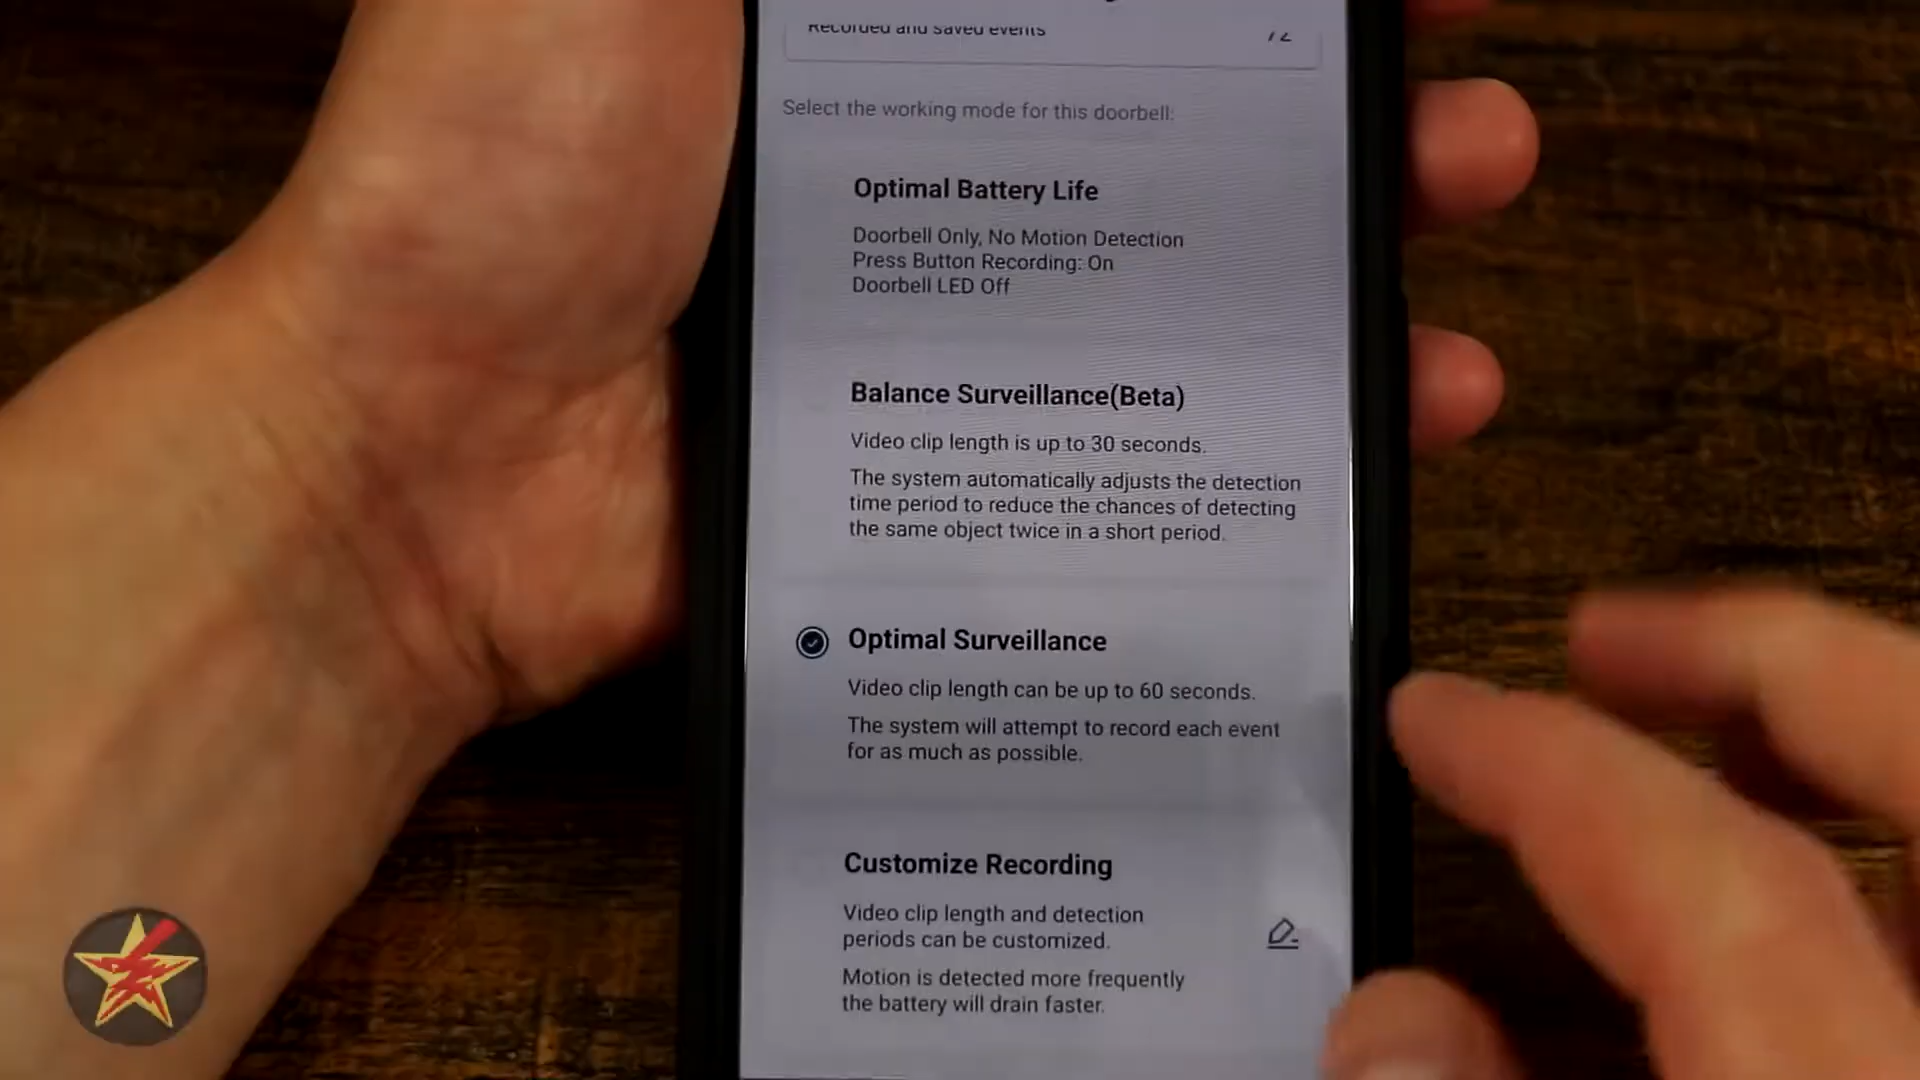 Recorded and saved events 72
Select the working mode for this doorbell:
Optimal Battery Life
Doorbell Only, No Motion Detection
Press Button Recording: On
Doorbell LED Off
Balance Surveillance(Beta)
Video clip length is up to 30 seconds.
The system automatically adjusts the detection
time period to reduce the chances of detecting
the same object twice in a short period.
Optimal Surveillance
Video clip length can be up to 60 seconds.
The system will attempt to record each event
for as much as possible.
Customize Recording
Video clip length and detection
periods can be customized.
Motion is detected more frequently
the battery will drain faster.